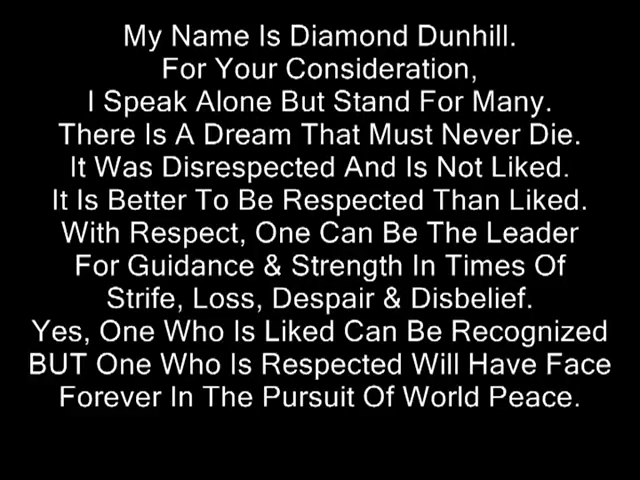 My Name Is Diamond Dunhill.
For Your Consideration,
I Speak Alone But Stand For Many.
There Is A Dream That Must Never Die.
It Was Disrespected And Is Not Liked.
It Is Better To Be Respected Than Liked.
With Respect, One Can Be The Leader
For Guidance & Strength In Times Of
Strife, Loss, Despair & Disbelief.
Yes, One Who Is Liked Can Be Recognized
BUT One Who Is Respected Will Have Face
Forever In The Pursuit Of World Peace.